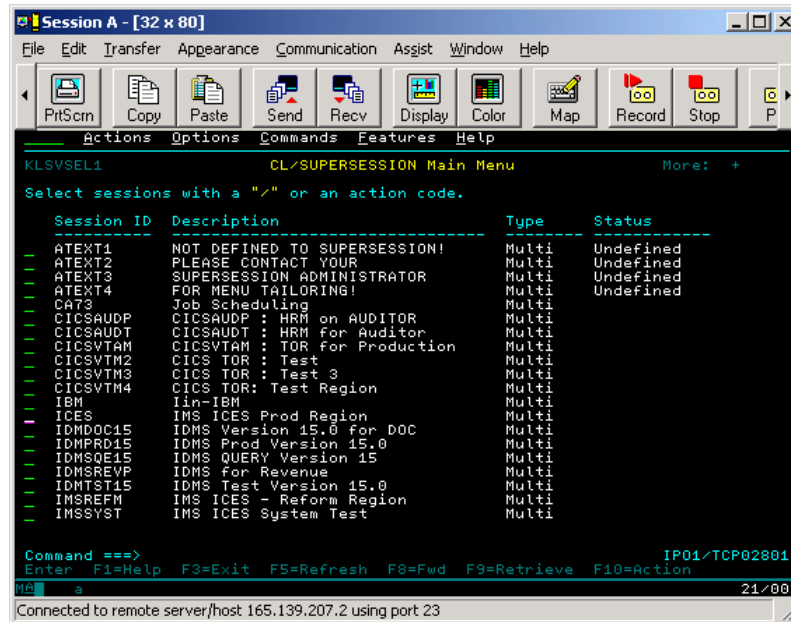 Session A - [32 x 80]
File Edit Transfer Appearance Communication Assist Window Help
PrtScrn Copy Paste Send Recv Display Color Map Record Stop P
Actions Options Commands Features Help
KLSVSEL1 CL/SUPERSESSION Main Menu More: +
Select sessions with a "/" or an action code.
Session ID Description Type Status
ATEXT1 NOT DEFINED TO SUPERSESSION! Multi Undefined
ATEXT2 PLEASE CONTACT YOUR Multi Undefined
ATEXT3 SUPERSESSION ADMINISTRATOR Multi Undefined
ATEXT4 FOR MENU TAILORING! Multi Undefined
CA73 Job Scheduling Multi
CICSAUDP CICSAUDP : HRM on AUDITOR Multi
CICSAUDT CICSAUDT : HRM for Auditor Multi
CICSVTAM CICSVTAM : TOR for Production Multi
CICSVTM2 CICS TOR : Test Multi
CICSVTM3 CICS TOR : Test 3 Multi
CICSVTM4 CICS TOR: Test Region Multi
IBM Iin-IBM Multi
ICES IMS ICES Prod Region Multi
IDMDOC15 IDMS Version 15.0 for DOC Multi
IDMPRD15 IDMS Prod Version 15.0 Multi
IDMSQE15 IDMS QUERY Version 15 Multi
IDMSREVP IDMS for Revenue Multi
IDMTST15 IDMS Test Version 15.0 Multi
IMSREFM IMS ICES - Reform Region Multi
IMSSYST IMS ICES System Test Multi
Command ===> IP01/TCP02801
Enter F1=Help F3=Exit F5=Refresh F8=Fwd F9=Retrieve F10=Action
MA a 21/00
Connected to remote server/host 165.139.207.2 using port 23